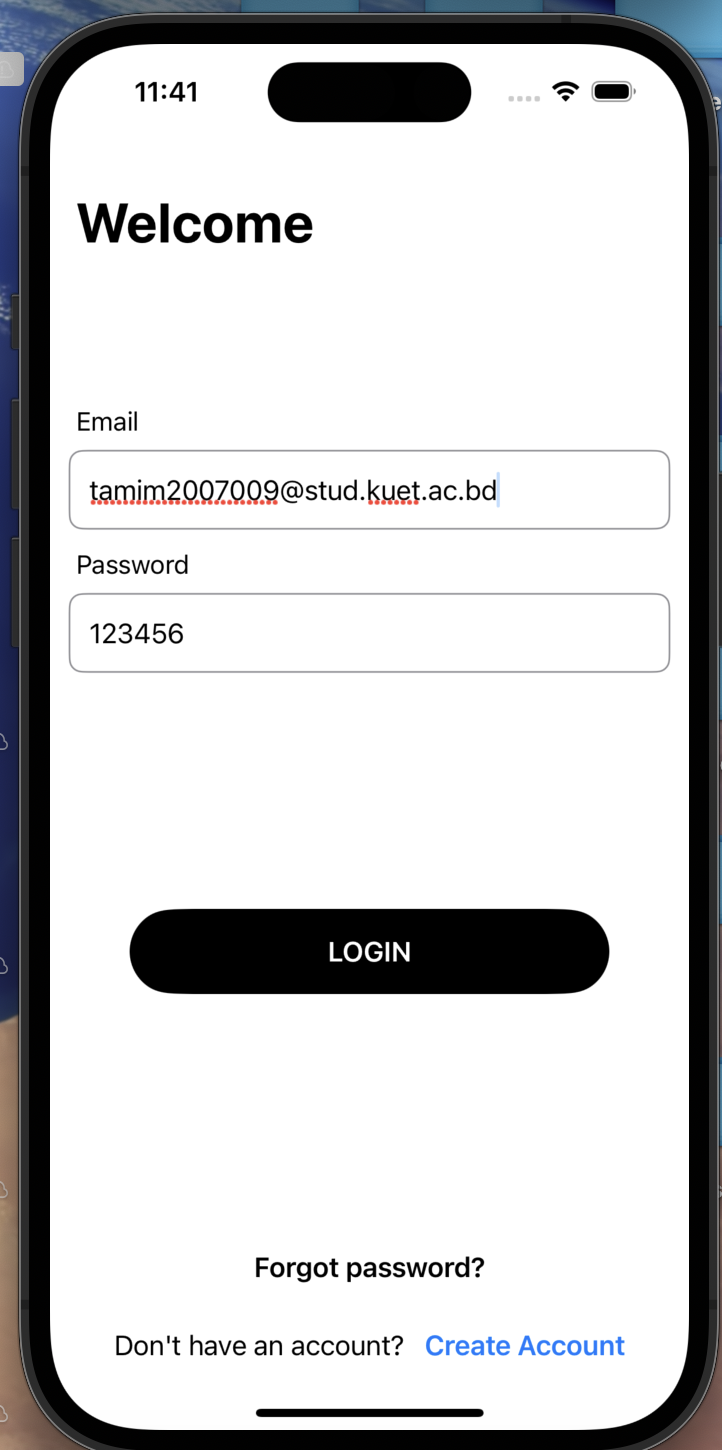 11:41
Welcome
Email
tamim2007009@stud.kuet.ac.bd
Password
123456
LOGIN
Forgot password?
Don't have an account? Create Account